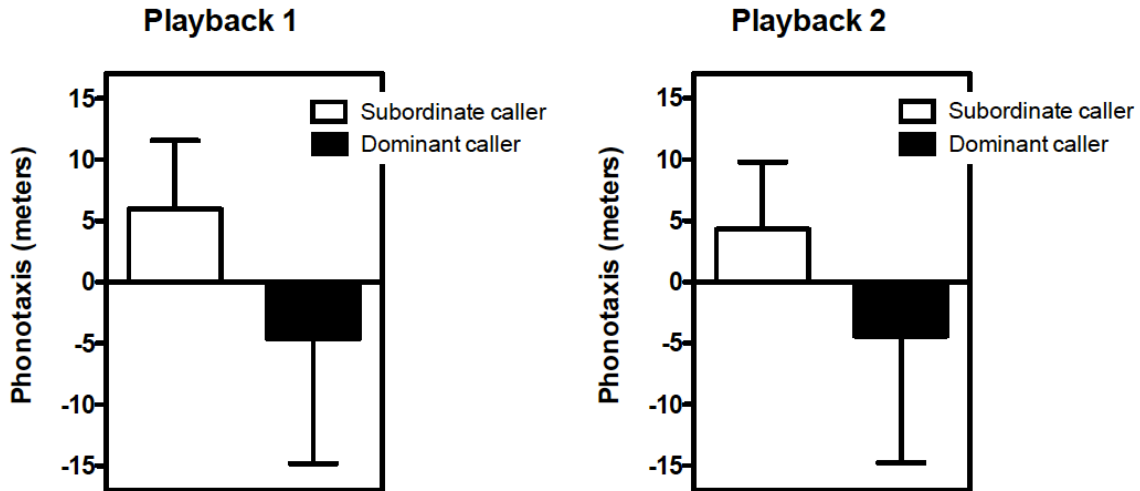 Playback 1
Phonotaxis (meters)
15
10
5
0
-5
-10
-15
Subordinate caller
Dominant caller
Playback 2
Phonotaxis (meters)
15
10
5
0
-5
-10
-15
Subordinate caller
Dominant caller